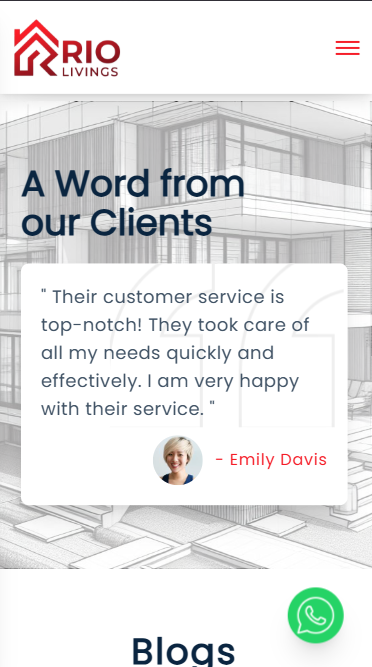 RIO
LIVINGS
A Word from
our Clients
" Their customer service is
top-notch! They took care of
all my needs quickly and
effectively. I am very happy
with their service. "
- Emily Davis
Blogs